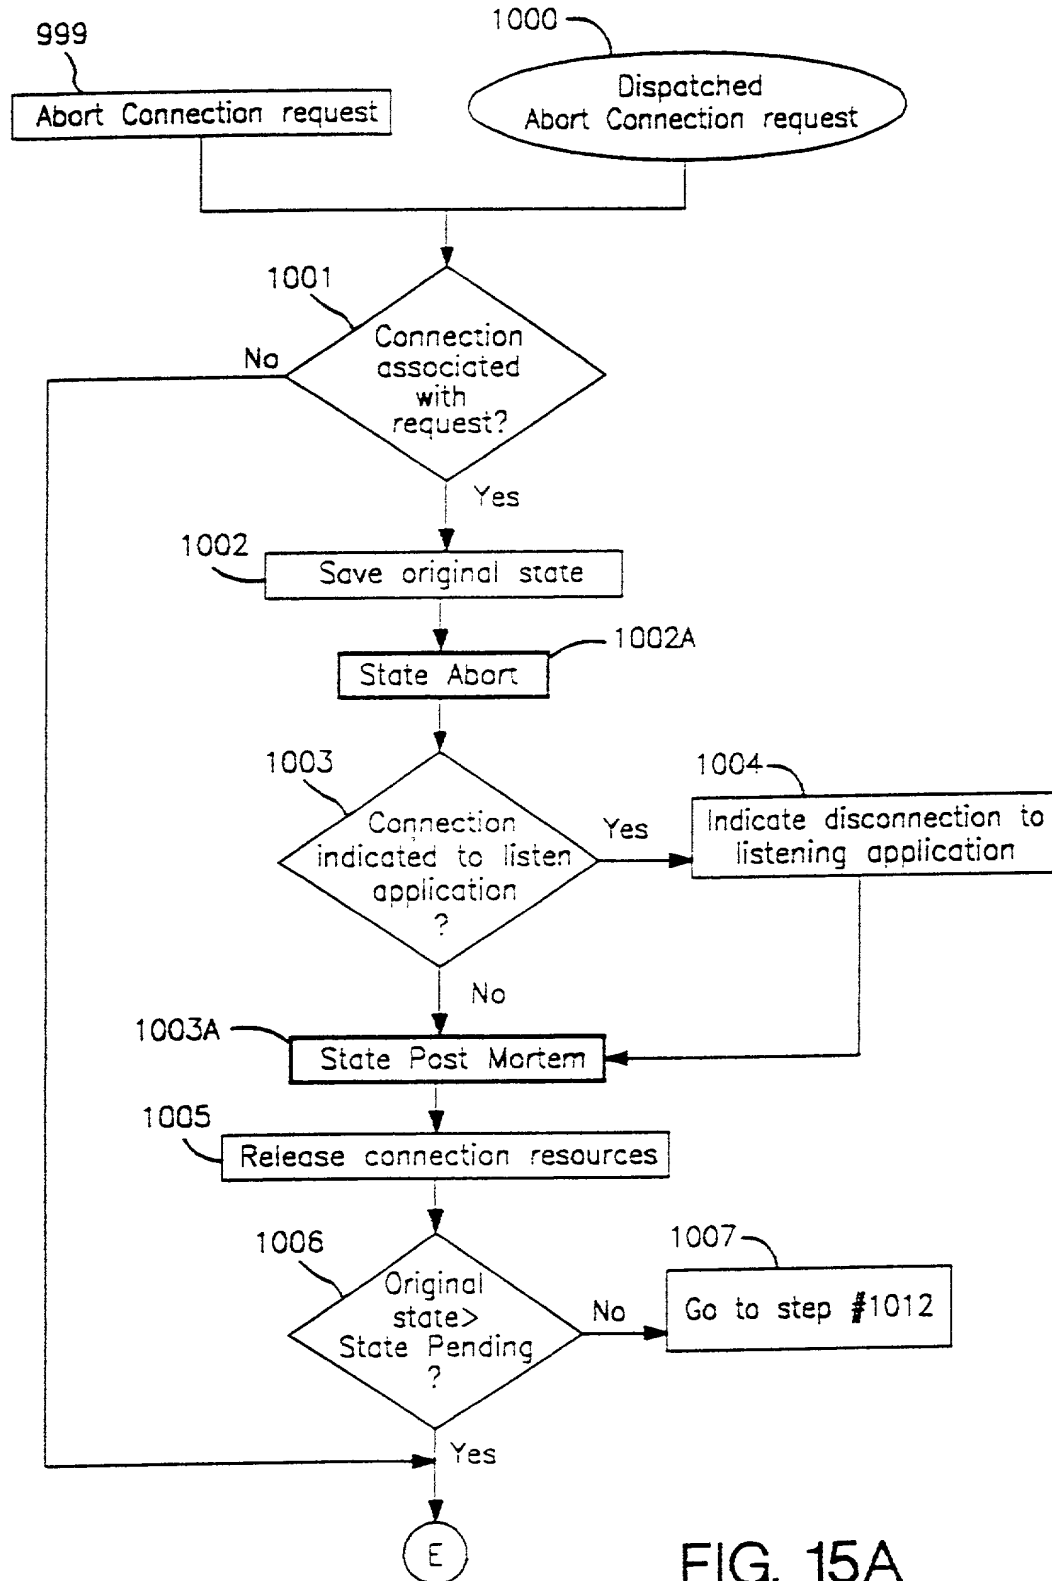 999
1000
Abort Connection request
Dispatched
Abort Connection request
1001
Connection
associated
with
request?
No
Yes
1002
Save original state
1002A
State Abort
1003
Connection
indicated to listen
application
?
Yes
1004
Indicate disconnection to
listening application
No
1003A
State Post Mortem
1005
Release connection resources
1006
Original
state>
State Pending
?
No
1007
Go to step #1012
Yes
E
FIG. 15A